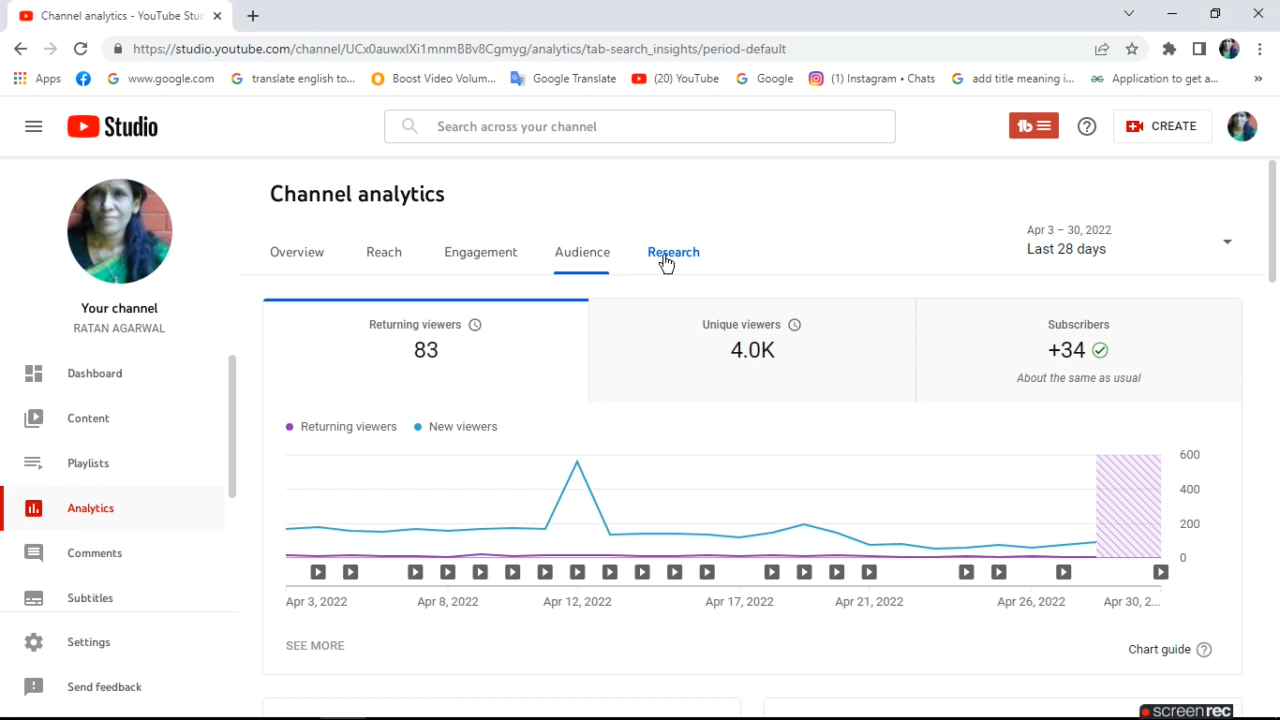 Channel analytics - YouTube Stu
https://studio.youtube.com/channel/UCx0auwxlXi1mnmBBv8Cgmyg/analytics/tab-search_insights/period-default
Apps www.google.com translate english to... Boost Video Volum... Google Translate (20) YouTube Google (1) Instagram • Chats add title meaning i... Application to get a... »
Studio
Search across your channel
CREATE
Channel analytics
Apr 3 – 30, 2022
Last 28 days
Overview Reach Engagement Audience Research
Your channel
RATAN AGARWAL
Dashboard
Content
Playlists
Analytics
Comments
Subtitles
Settings
Send feedback
Returning viewers
83
Unique viewers
4.0K
Subscribers
+34
About the same as usual
Returning viewers New viewers
600
400
200
0
Apr 3, 2022 Apr 8, 2022 Apr 12, 2022 Apr 17, 2022 Apr 21, 2022 Apr 26, 2022 Apr 30, 2...
SEE MORE
Chart guide
screenrec